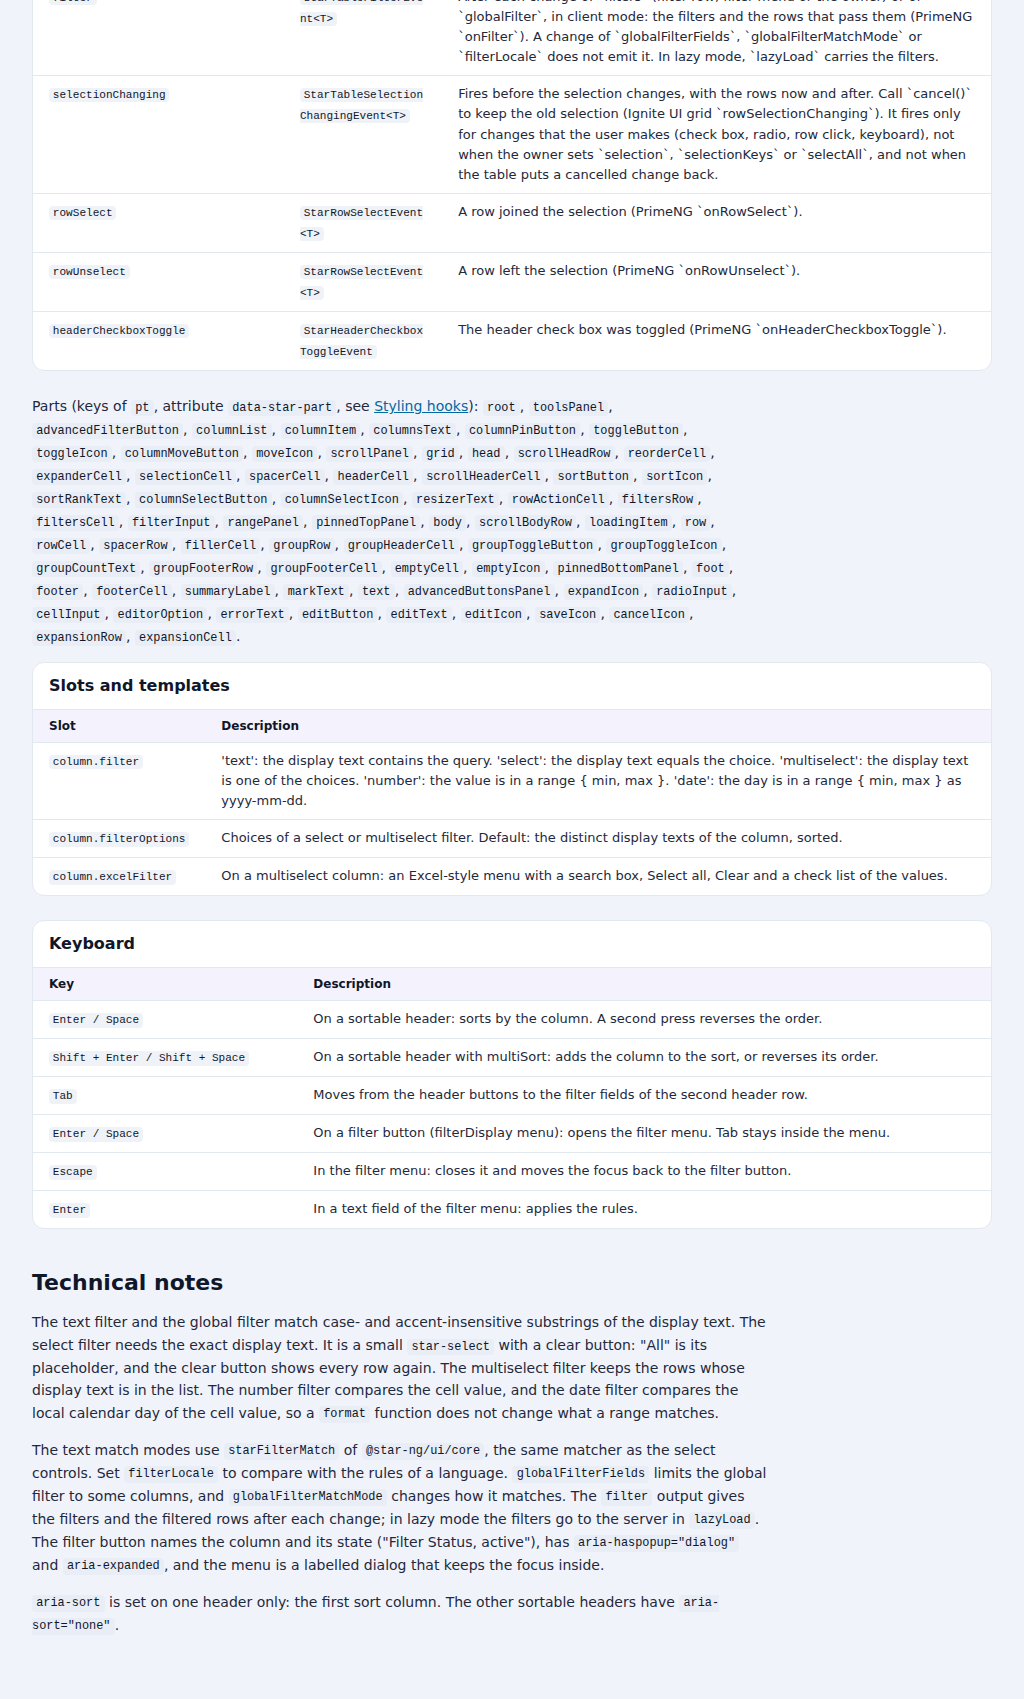 `globalFilter`, in client mode: the filters and the rows that pass them (PrimeNG
nt<T>
`onFilter`). A change of `globalFilterFields`, `globalFilterMatchMode` or
`filterLocale` does not emit it. In lazy mode, `lazyLoad` carries the filters.
selectionChanging
StarTableSelection
ChangingEvent<T>
Fires before the selection changes, with the rows now and after. Call `cancel()`
to keep the old selection (Ignite UI grid `rowSelectionChanging`). It fires only
for changes that the user makes (check box, radio, row click, keyboard), not
when the owner sets `selection`, `selectionKeys` or `selectAll`, and not when
the table puts a cancelled change back.
rowSelect
StarRowSelectEvent
<T>
A row joined the selection (PrimeNG `onRowSelect`).
rowUnselect
StarRowSelectEvent
<T>
A row left the selection (PrimeNG `onRowUnselect`).
headerCheckboxToggle
StarHeaderCheckbox
ToggleEvent
The header check box was toggled (PrimeNG `onHeaderCheckboxToggle`).
Parts (keys of pt, attribute data-star-part, see Styling hooks): root, toolsPanel,
advancedFilterButton, columnList, columnItem, columnsText, columnPinButton, toggleButton,
toggleIcon, columnMoveButton, moveIcon, scrollPanel, grid, head, scrollHeadRow, reorderCell,
expanderCell, selectionCell, spacerCell, headerCell, scrollHeaderCell, sortButton, sortIcon,
sortRankText, columnSelectButton, columnSelectIcon, resizerText, rowActionCell, filtersRow,
filtersCell, filterInput, rangePanel, pinnedTopPanel, body, scrollBodyRow, loadingItem, row,
rowCell, spacerRow, fillerCell, groupRow, groupHeaderCell, groupToggleButton, groupToggleIcon,
groupCountText, groupFooterRow, groupFooterCell, emptyCell, emptyIcon, pinnedBottomPanel, foot,
footer, footerCell, summaryLabel, markText, text, advancedButtonsPanel, expandIcon, radioInput,
cellInput, editorOption, errorText, editButton, editText, editIcon, saveIcon, cancelIcon,
expansionRow, expansionCell.
Slots and templates
Slot Description
column.filter
'text': the display text contains the query. 'select': the display text equals the choice. 'multiselect': the display text
is one of the choices. 'number': the value is in a range { min, max }. 'date': the day is in a range { min, max } as
yyyy-mm-dd.
column.filterOptions Choices of a select or multiselect filter. Default: the distinct display texts of the column, sorted.
column.excelFilter On a multiselect column: an Excel-style menu with a search box, Select all, Clear and a check list of the values.
Keyboard
Key Description
Enter / Space On a sortable header: sorts by the column. A second press reverses the order.
Shift + Enter / Shift + Space On a sortable header with multiSort: adds the column to the sort, or reverses its order.
Tab Moves from the header buttons to the filter fields of the second header row.
Enter / Space On a filter button (filterDisplay menu): opens the filter menu. Tab stays inside the menu.
Escape In the filter menu: closes it and moves the focus back to the filter button.
Enter In a text field of the filter menu: applies the rules.
Technical notes
The text filter and the global filter match case- and accent-insensitive substrings of the display text. The
select filter needs the exact display text. It is a small star-select with a clear button: "All" is its
placeholder, and the clear button shows every row again. The multiselect filter keeps the rows whose
display text is in the list. The number filter compares the cell value, and the date filter compares the
local calendar day of the cell value, so a format function does not change what a range matches.
The text match modes use starFilterMatch of @star-ng/ui/core, the same matcher as the select
controls. Set filterLocale to compare with the rules of a language. globalFilterFields limits the global
filter to some columns, and globalFilterMatchMode changes how it matches. The filter output gives
the filters and the filtered rows after each change; in lazy mode the filters go to the server in lazyLoad.
The filter button names the column and its state ("Filter Status, active"), has aria-haspopup="dialog"
and aria-expanded, and the menu is a labelled dialog that keeps the focus inside.
aria-sort is set on one header only: the first sort column. The other sortable headers have aria-
sort="none".